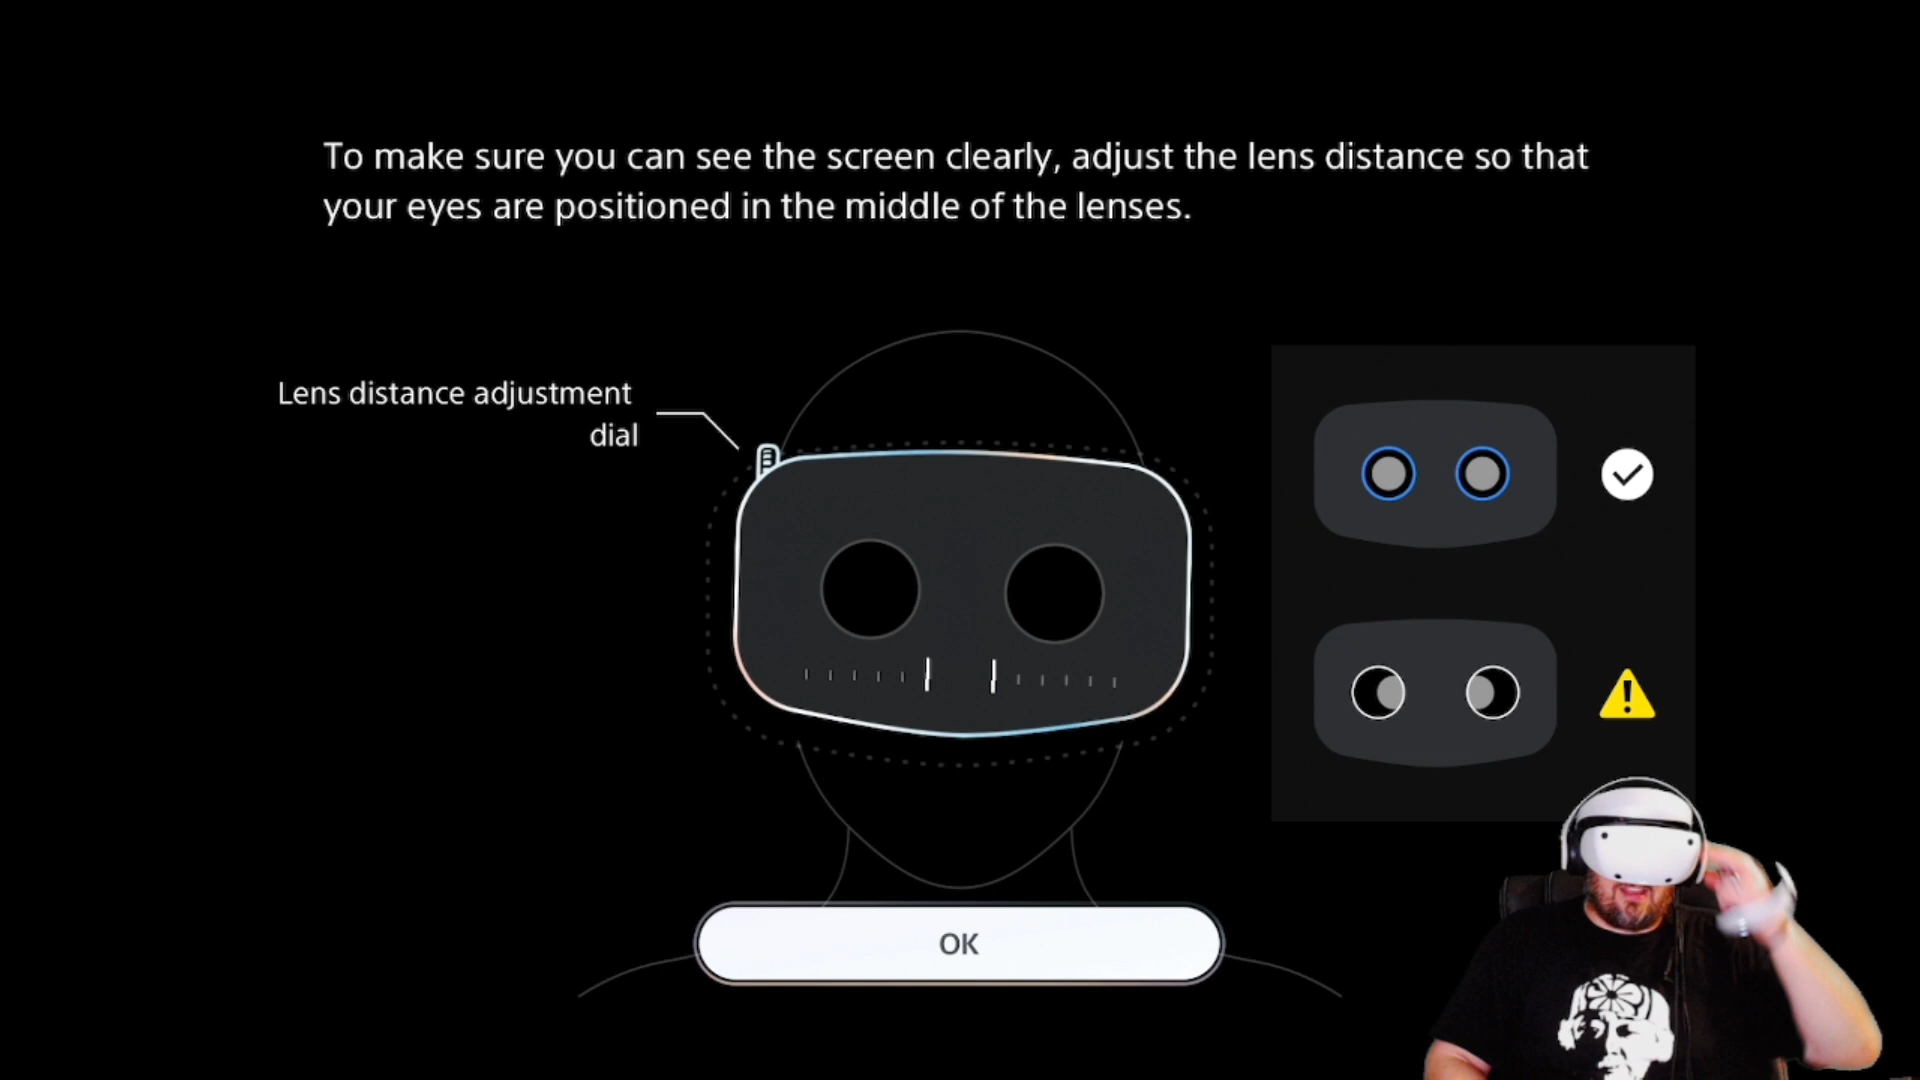 To make sure you can see the screen clearly, adjust the lens distance so that
your eyes are positioned in the middle of the lenses.
Lens distance adjustment
dial
OK